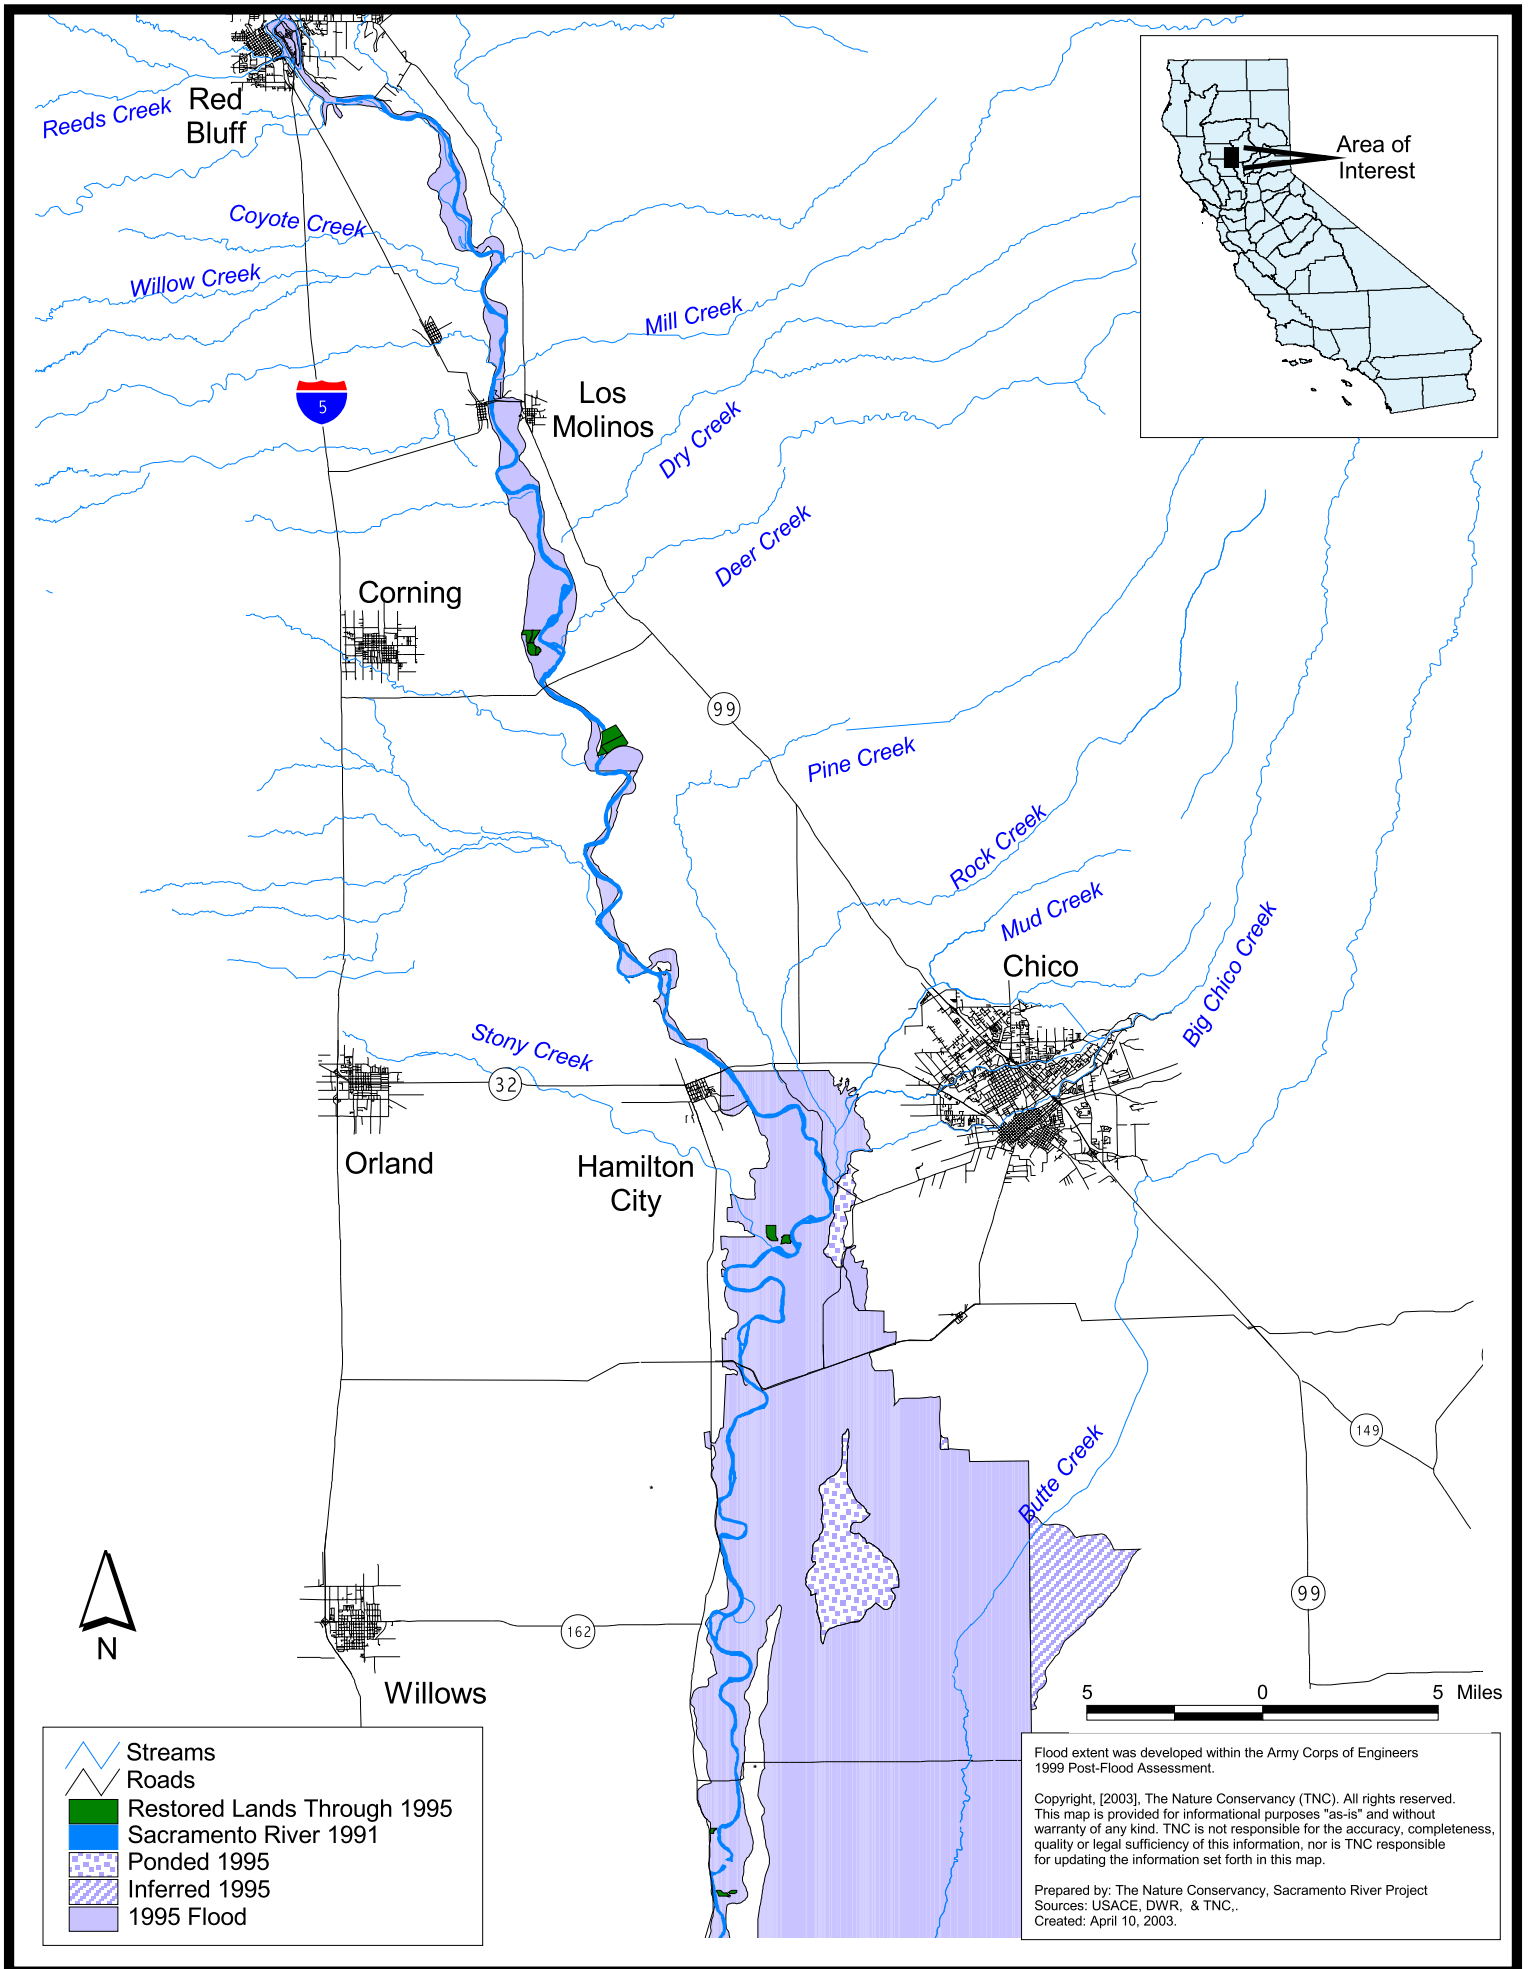 Reeds Creek
Red
Bluff
Area of
Interest
Coyote Creek
Willow Creek
Mill Creek
5
Los
Molinos
Dry Creek
Deer Creek
Corning
99
Pine Creek
Rock Creek
Mud Creek
Chico
Big Chico Creek
Stony Creek
32
Orland
Hamilton
City
149
Butte Creek
99
N
162
Willows
5 0 5 Miles
Streams
Roads
Restored Lands Through 1995
Sacramento River 1991
Ponded 1995
Inferred 1995
1995 Flood
Flood extent was developed within the Army Corps of Engineers
1999 Post-Flood Assessment.
Copyright, [2003], The Nature Conservancy (TNC). All rights reserved.
This map is provided for informational purposes "as-is" and without
warranty of any kind. TNC is not responsible for the accuracy, completeness,
quality or legal sufficiency of this information, nor is TNC responsible
for updating the information set forth in this map.
Prepared by: The Nature Conservancy, Sacramento River Project
Sources: USACE, DWR, & TNC,.
Created: April 10, 2003.